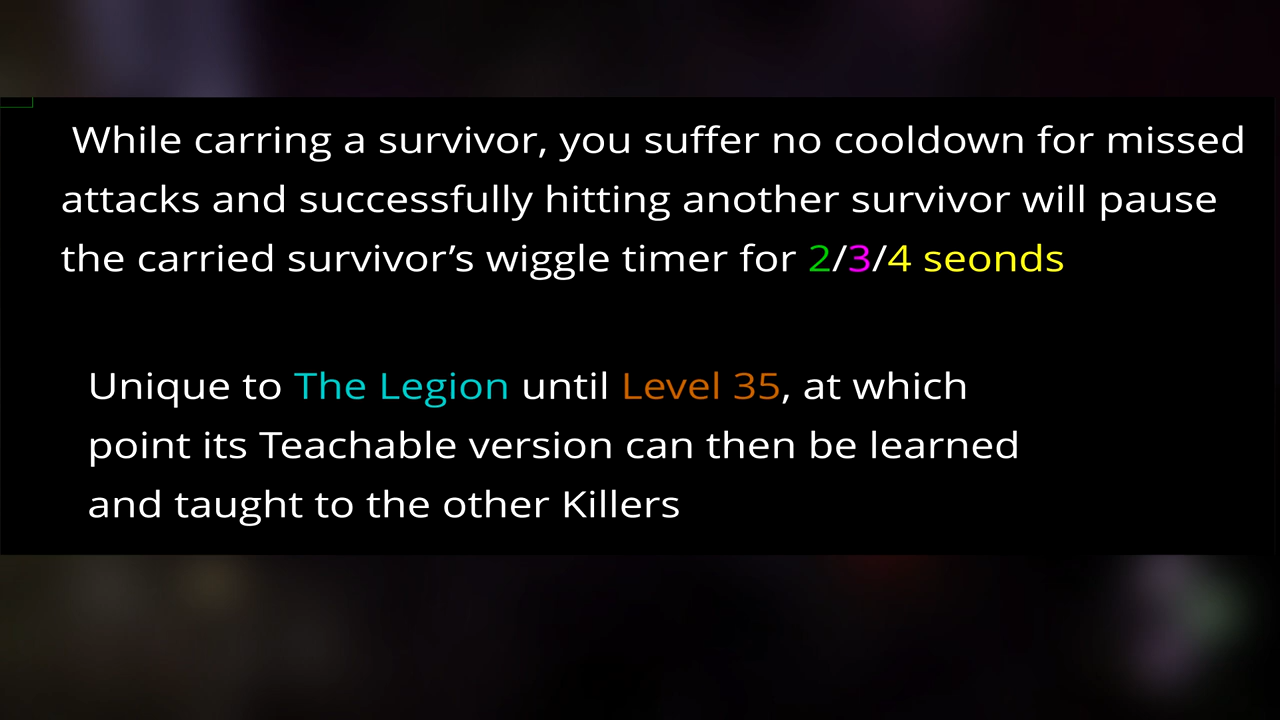 While carring a survivor, you suffer no cooldown for missed
attacks and successfully hitting another survivor will pause
the carried survivor’s wiggle timer for 2/3/4 seonds
Unique to The Legion until Level 35, at which
point its Teachable version can then be learned
and taught to the other Killers